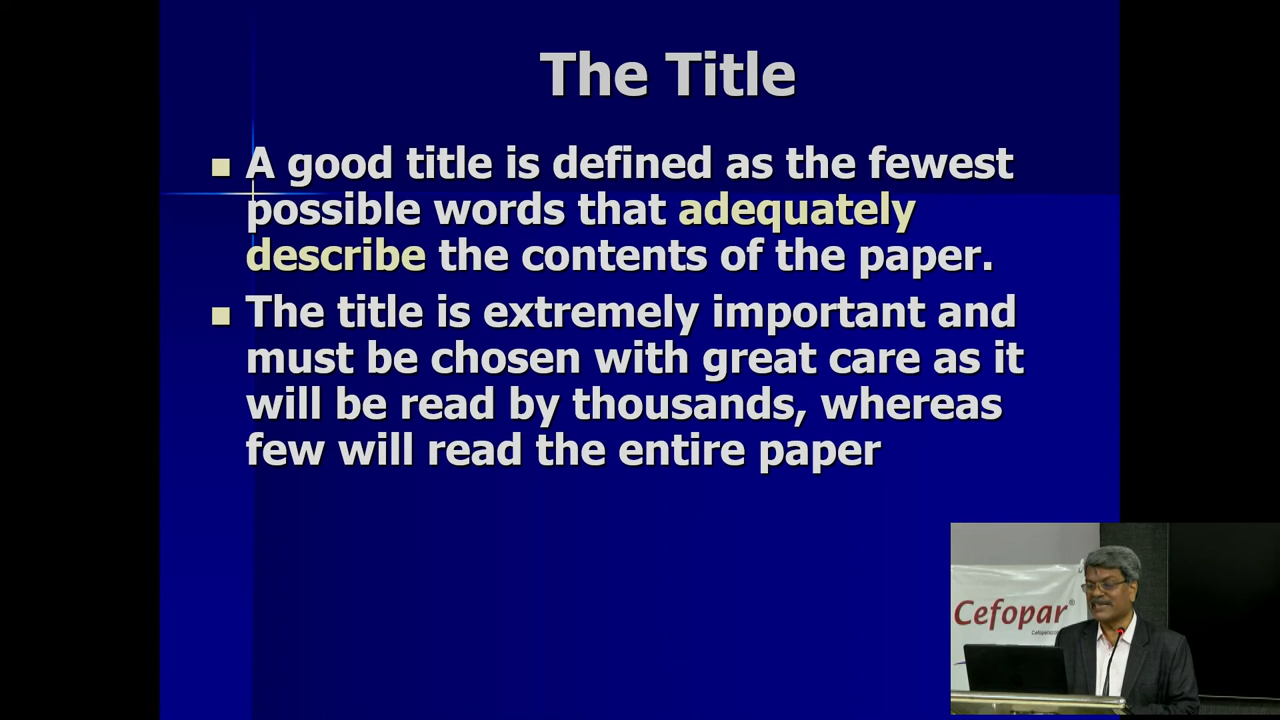 The Title
A good title is defined as the fewest
possible words that adequately
describe the contents of the paper.
The title is extremely important and
must be chosen with great care as it
will be read by thousands, whereas
few will read the entire paper
Cefopar®